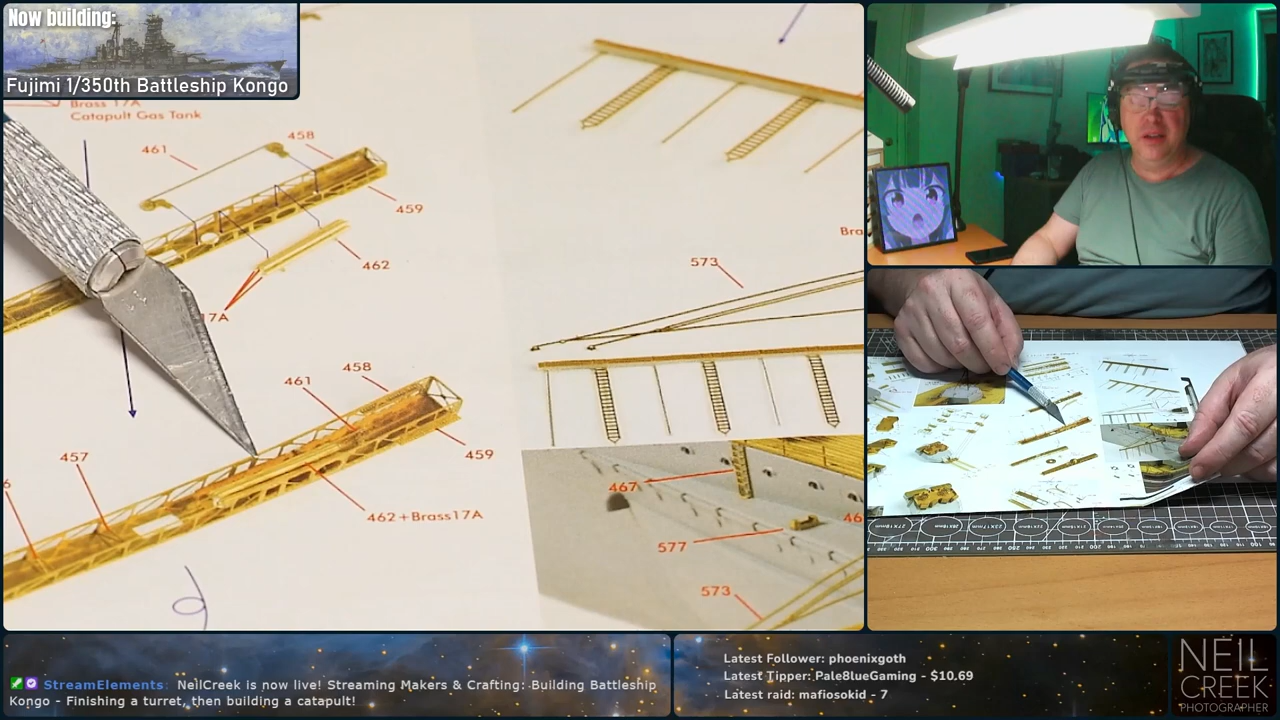 Now building:
Fujimi 1/350th Battleship Kongo
Brass 17A
Catapult Gas Tank
458
461
459
462
17A
573
Bra
458
461
457
459
6
462+Brass17A
467
46
577
573
StreamElements: NeilCreek is now live! Streaming Makers & Crafting: Building Battleship
Kongo - Finishing a turret, then building a catapult!
Latest Follower: phoenixgoth
Latest Tipper: PaleBlueGaming - $10.69
Latest raid: mafiosokid - 7
NEIL
CREEK
PHOTOGRAPHER